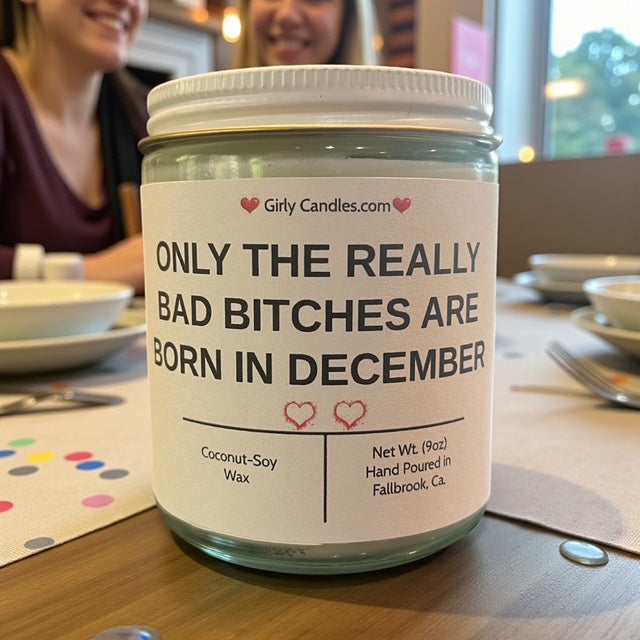 Girly Candles.com
ONLY THE REALLY
BAD BITCHES ARE
BORN IN DECEMBER
Coconut-Soy
Wax
Net Wt. (9oz)
Hand Poured in
Fallbrook, Ca.